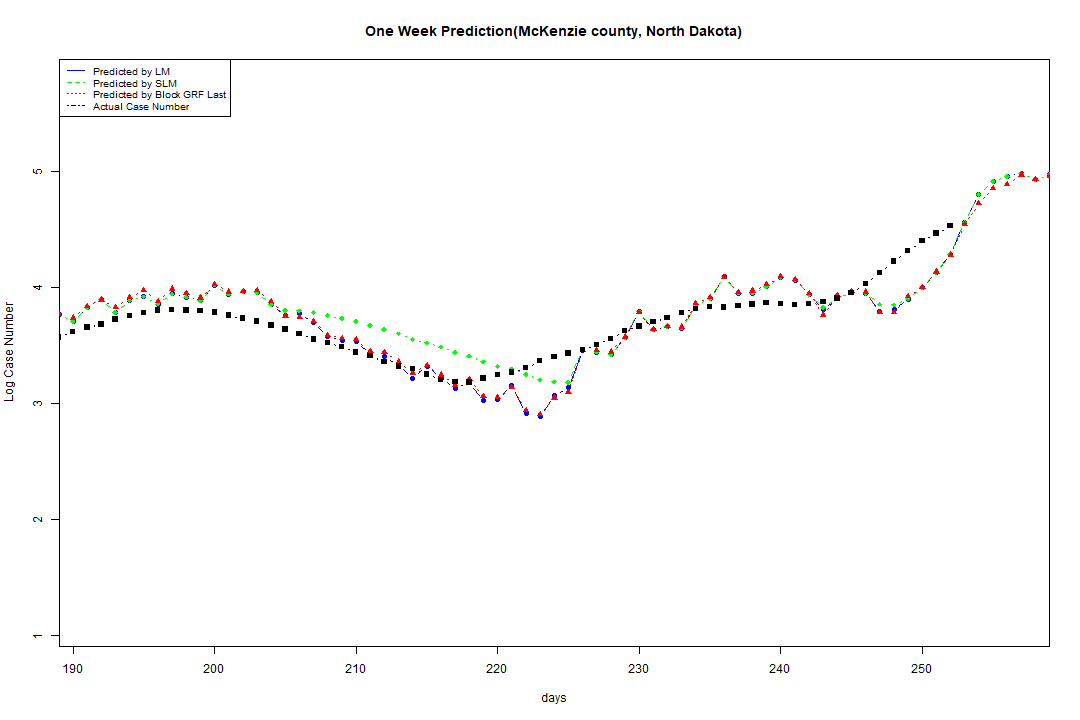 One Week Prediction(McKenzie county, North Dakota)
Predicted by LM
Predicted by SLM
Predicted by Block GRF Last
Actual Case Number
5
4
3
2
1
Log Case Number
190 200 210 220 230 240 250
days